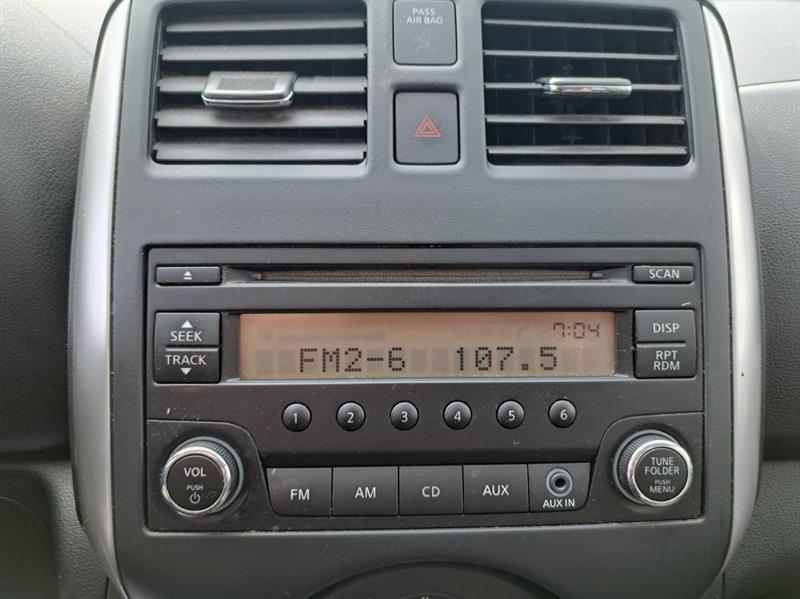 PASS
AIR BAG
SCAN
SEEK
TRACK
7:04
FM2-6 107.5
DISP
RPT
RDM
1 2 3 4 5 6
VOL
PUSH
FM AM CD AUX
AUX IN
TUNE
FOLDER
PUSH
MENU